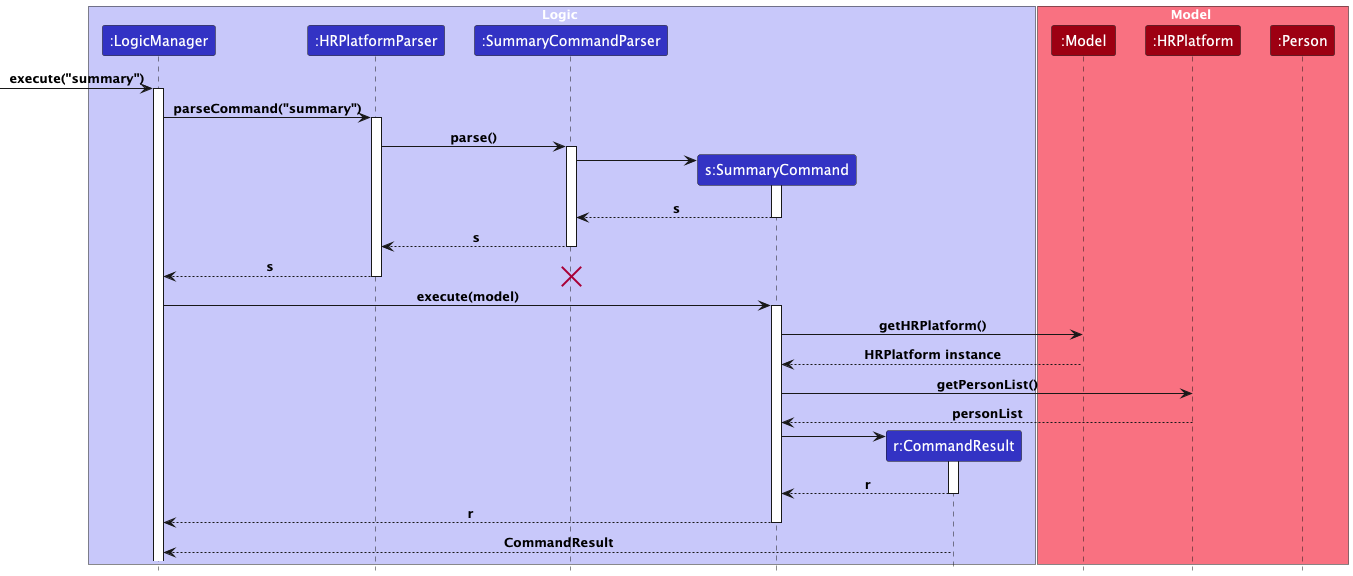 Logic
Model
:LogicManager
:HRPlatformParser
:SummaryCommandParser
:Model
:HRPlatform
:Person
execute("summary")
parseCommand("summary")
parse()
s:SummaryCommand
s
s
s
execute(model)
getHRPlatform()
HRPlatform instance
getPersonList()
personList
r:CommandResult
r
r
CommandResult